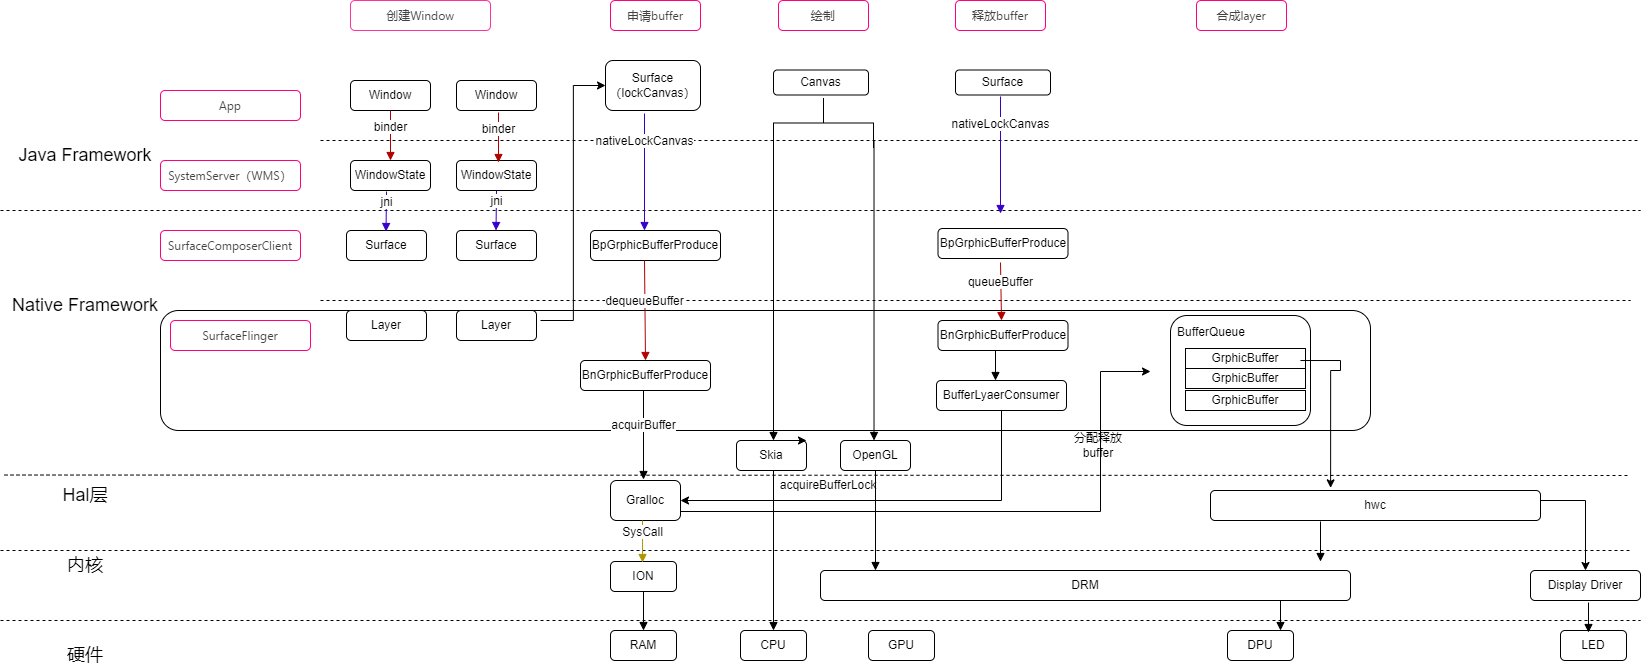 创建Window
申请buffer
绘制
释放buffer
合成layer
App
Window
Window
Surface
（lockCanvas）
Canvas
Surface
binder
binder
nativeLockCanvas
nativeLockCanvas
Java Framework
SystemServer（WMS）
WindowState
WindowState
jni
jni
SurfaceComposerClient
Surface
Surface
BpGrphicBufferProduce
BpGrphicBufferProduce
queueBuffer
Native Framework
dequeueBuffer
SurfaceFlinger
Layer
Layer
BnGrphicBufferProduce
BufferQueue
GrphicBuffer
GrphicBuffer
GrphicBuffer
BnGrphicBufferProduce
BufferLyaerConsumer
acquirBuffer
分配释放
buffer
Skia
OpenGL
acquireBufferLock
Hal层
Gralloc
hwc
SysCall
内核
ION
DRM
Display Driver
硬件
RAM
CPU
GPU
DPU
LED